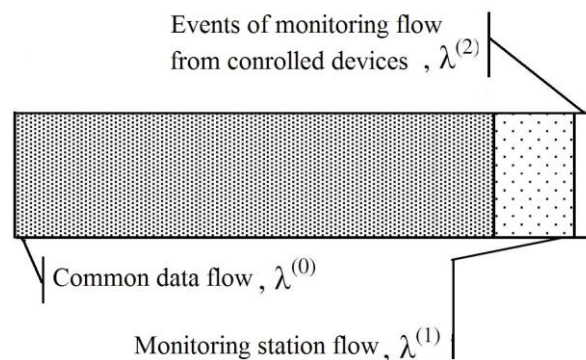 Events of monitoring flow
from conrolled devices , λ⁽²⁾
Common data flow , λ⁽⁰⁾
Monitoring station flow , λ⁽¹⁾